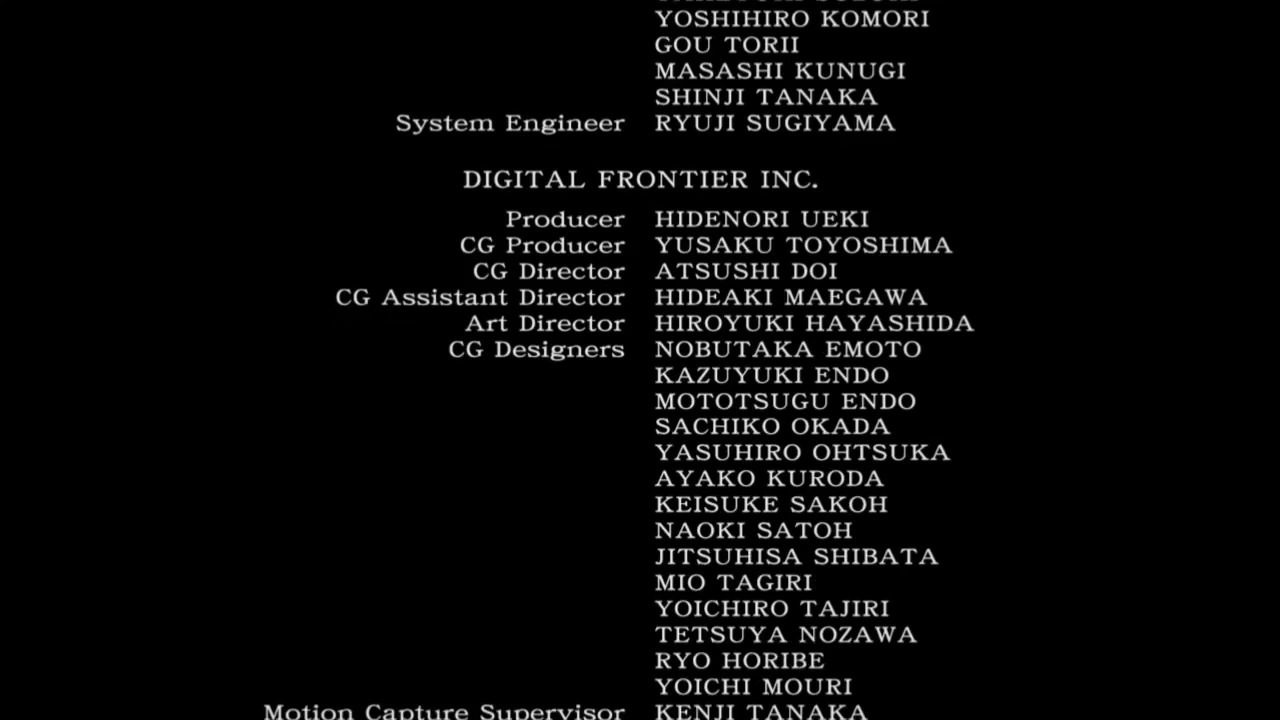 YOSHIHIRO KOMORI
GOU TORII
MASASHI KUNUGI
SHINJI TANAKA
System Engineer RYUJI SUGIYAMA
DIGITAL FRONTIER INC.
Producer HIDENORI UEKI
CG Producer YUSAKU TOYOSHIMA
CG Director ATSUSHI DOI
CG Assistant Director HIDEAKI MAEGAWA
Art Director HIROYUKI HAYASHIDA
CG Designers NOBUTAKA EMOTO
KAZUYUKI ENDO
MOTOTSUGU ENDO
SACHIKO OKADA
YASUHIRO OHTSUKA
AYAKO KURODA
KEISUKE SAKOH
NAOKI SATOH
JITSUHISA SHIBATA
MIO TAGIRI
YOICHIRO TAJIRI
TETSUYA NOZAWA
RYO HORIBE
YOICHI MOURI
Motion Capture Supervisor KENJI TANAKA